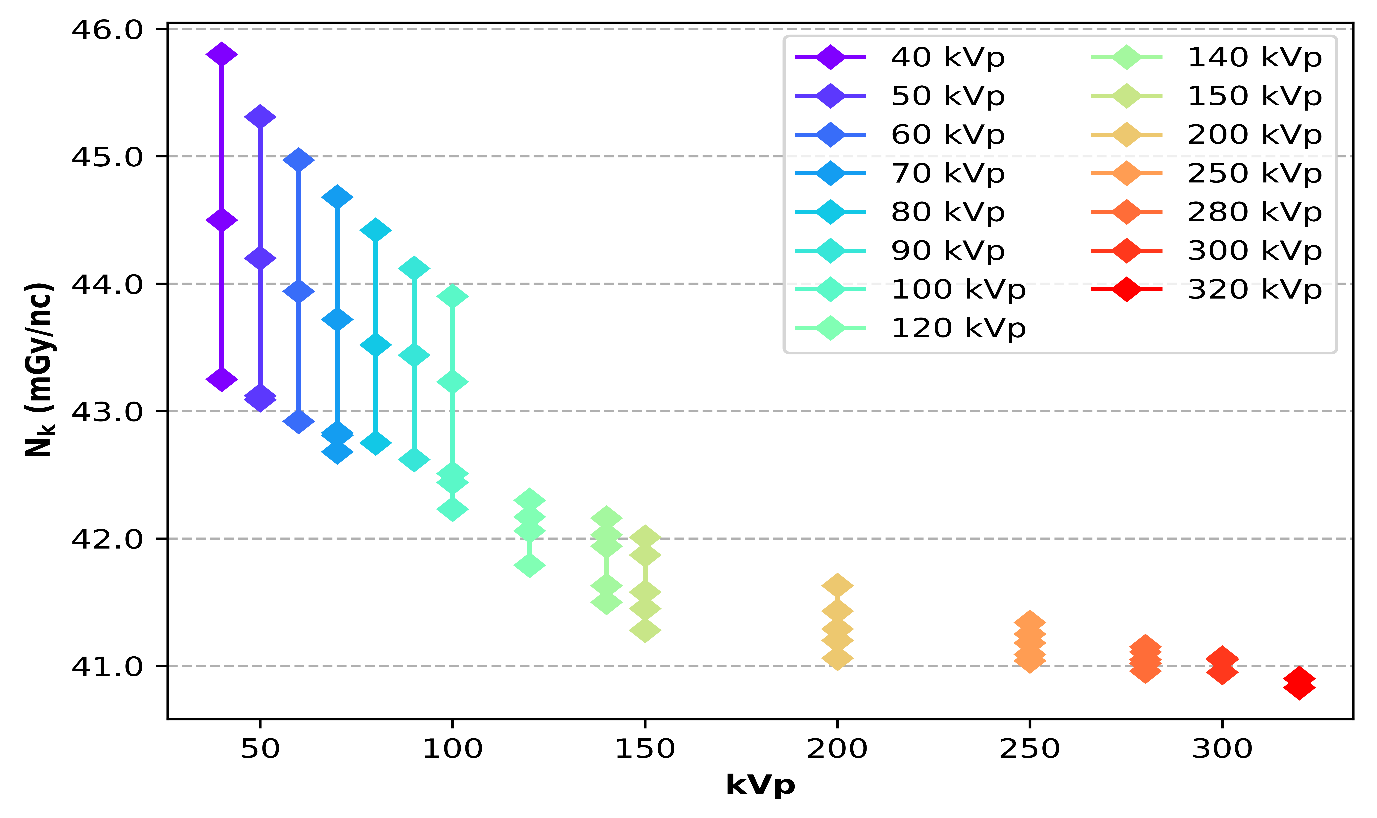 46.0
45.0
44.0
43.0
42.0
41.0
Nk (mGy/nc)
50
100
150
200
250
300
kVp
40 kVp
50 kVp
60 kVp
70 kVp
80 kVp
90 kVp
100 kVp
120 kVp
140 kVp
150 kVp
200 kVp
250 kVp
280 kVp
300 kVp
320 kVp